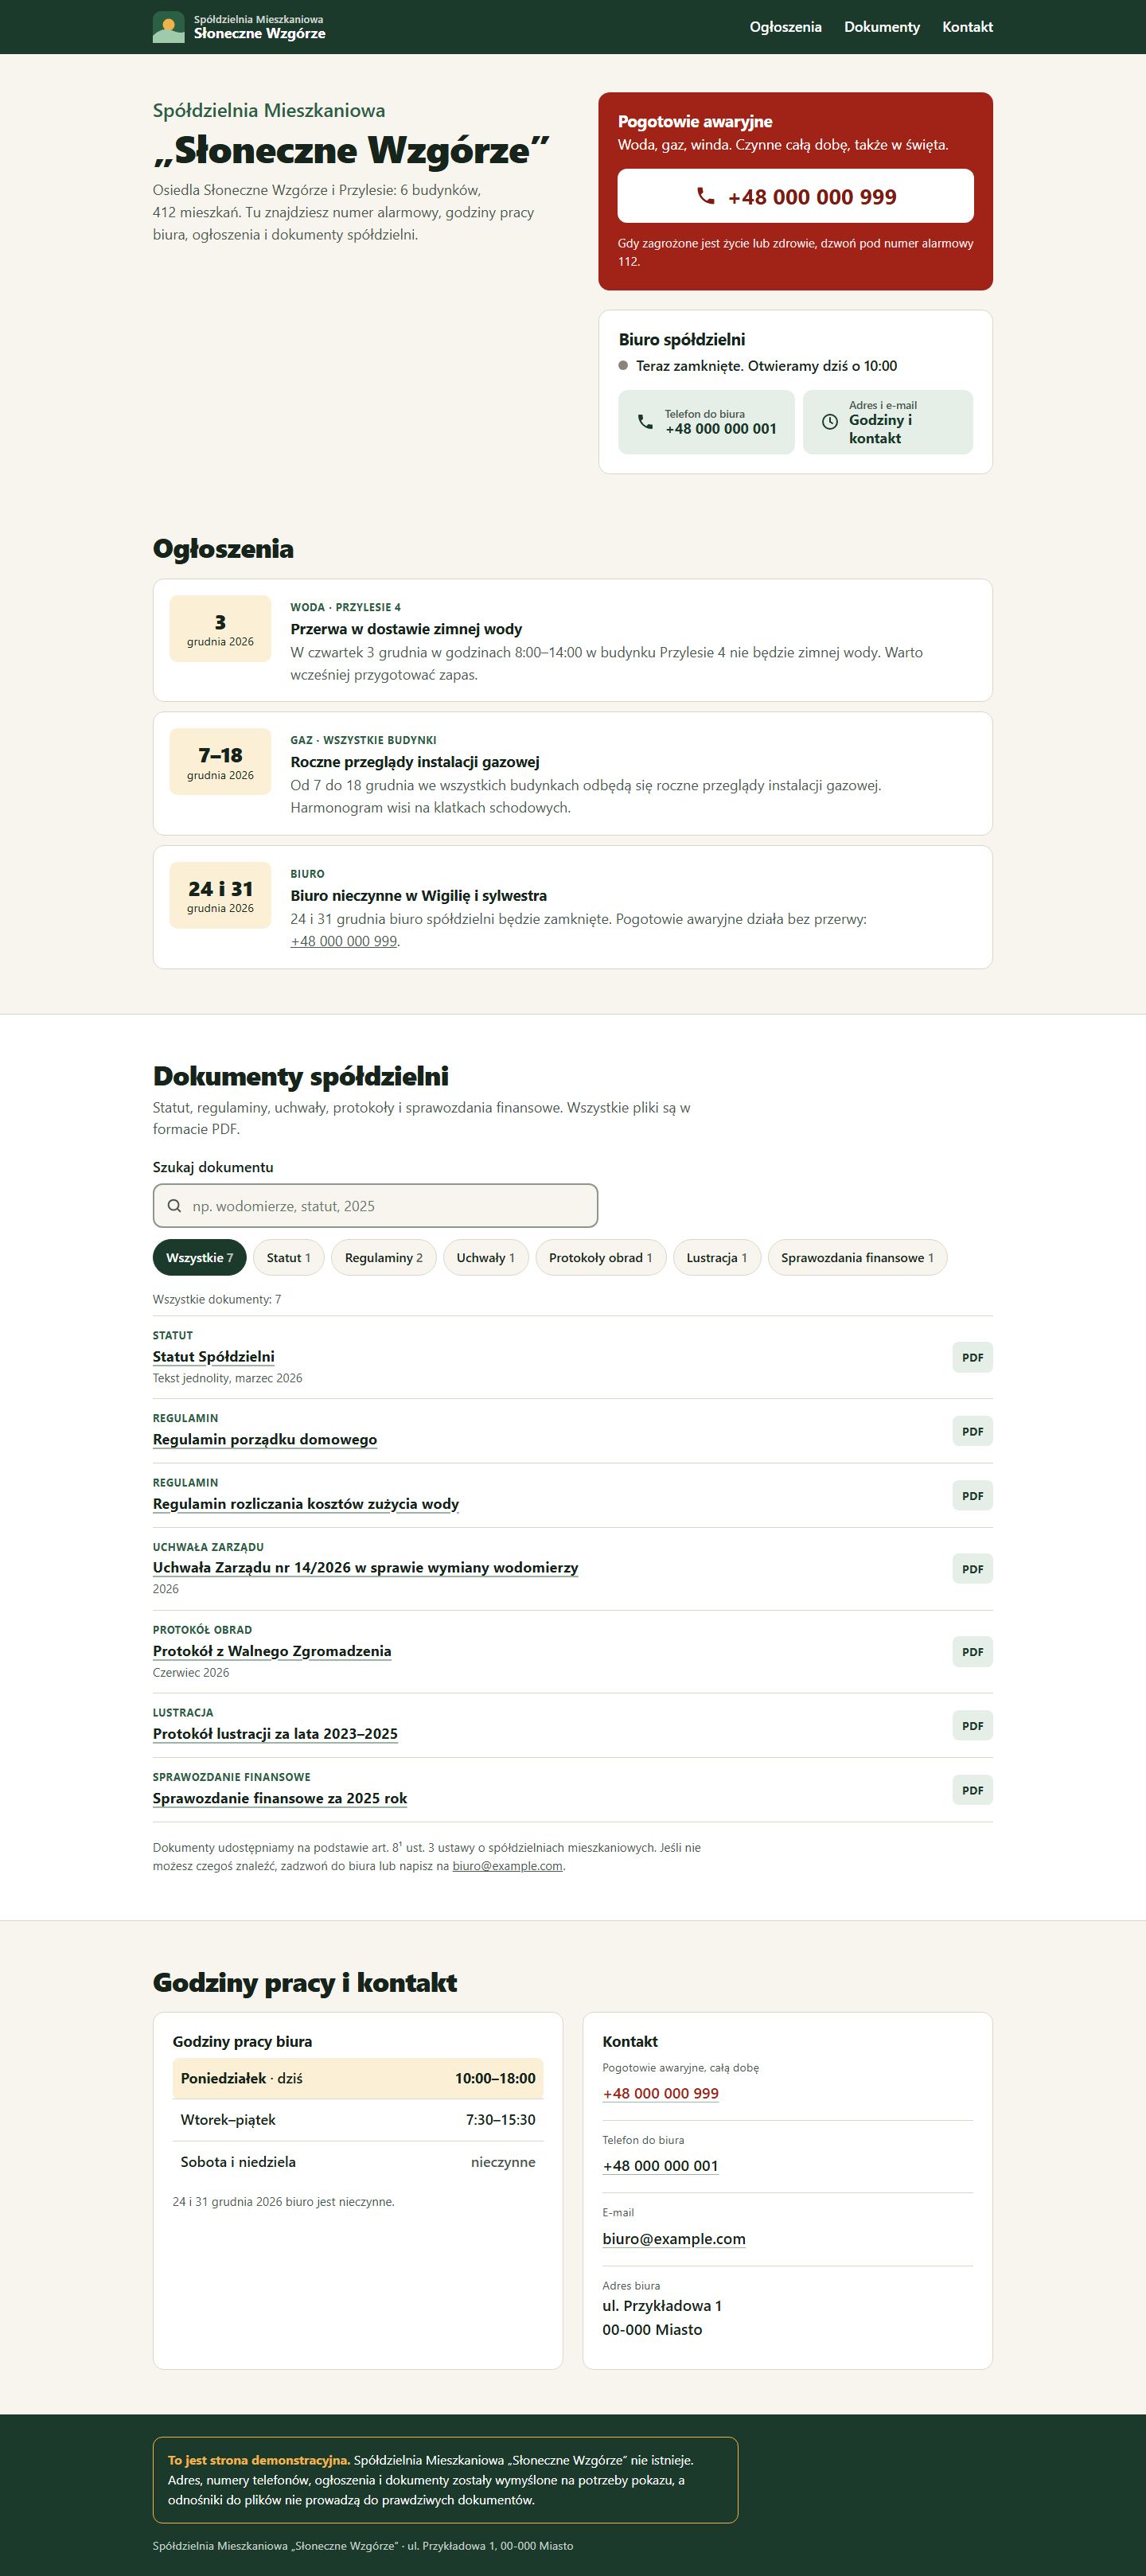 Spółdzielnia Mieszkaniowa
Słoneczne Wzgórze
Ogłoszenia Dokumenty Kontakt
Spółdzielnia Mieszkaniowa
„Słoneczne Wzgórze”
Osiedla Słoneczne Wzgórze i Przylesie: 6 budynków,
412 mieszkań. Tu znajdziesz numer alarmowy, godziny pracy
biura, ogłoszenia i dokumenty spółdzielni.
Pogotowie awaryjne
Woda, gaz, winda. Czynne całą dobę, także w święta.
+48 000 000 999
Gdy zagrożone jest życie lub zdrowie, dzwoń pod numer alarmowy
112.
Biuro spółdzielni
Teraz zamknięte. Otwieramy dziś o 10:00
Telefon do biura
+48 000 000 001
Adres i e-mail
Godziny i
kontakt
Ogłoszenia
3
grudnia 2026
WODA · PRZYLESIE 4
Przerwa w dostawie zimnej wody
W czwartek 3 grudnia w godzinach 8:00–14:00 w budynku Przylesie 4 nie będzie zimnej wody. Warto
wcześniej przygotować zapas.
7–18
grudnia 2026
GAZ · WSZYSTKIE BUDYNKI
Roczne przeglądy instalacji gazowej
Od 7 do 18 grudnia we wszystkich budynkach odbędą się roczne przeglądy instalacji gazowej.
Harmonogram wisi na klatkach schodowych.
24 i 31
grudnia 2026
BIURO
Biuro nieczynne w Wigilię i sylwestra
24 i 31 grudnia biuro spółdzielni będzie zamknięte. Pogotowie awaryjne działa bez przerwy:
+48 000 000 999.
Dokumenty spółdzielni
Statut, regulaminy, uchwały, protokoły i sprawozdania finansowe. Wszystkie pliki są w
formacie PDF.
Szukaj dokumentu
np. wodomierze, statut, 2025
Wszystkie 7 Statut 1 Regulaminy 2 Uchwały 1 Protokoły obrad 1 Lustracja 1 Sprawozdania finansowe 1
Wszystkie dokumenty: 7
STATUT
Statut Spółdzielni
Tekst jednolity, marzec 2026
PDF
REGULAMIN
Regulamin porządku domowego
PDF
REGULAMIN
Regulamin rozliczania kosztów zużycia wody
PDF
UCHWAŁA ZARZĄDU
Uchwała Zarządu nr 14/2026 w sprawie wymiany wodomierzy
2026
PDF
PROTOKÓŁ OBRAD
Protokół z Walnego Zgromadzenia
Czerwiec 2026
PDF
LUSTRACJA
Protokół lustracji za lata 2023–2025
PDF
SPRAWOZDANIE FINANSOWE
Sprawozdanie finansowe za 2025 rok
PDF
Dokumenty udostępniamy na podstawie art. 8¹ ust. 3 ustawy o spółdzielniach mieszkaniowych. Jeśli nie
możesz czegoś znaleźć, zadzwoń do biura lub napisz na biuro@example.com.
Godziny pracy i kontakt
Godziny pracy biura
Poniedziałek · dziś 10:00–18:00
Wtorek–piątek 7:30–15:30
Sobota i niedziela nieczynne
24 i 31 grudnia 2026 biuro jest nieczynne.
Kontakt
Pogotowie awaryjne, całą dobę
+48 000 000 999
Telefon do biura
+48 000 000 001
E-mail
biuro@example.com
Adres biura
ul. Przykładowa 1
00-000 Miasto
To jest strona demonstracyjna. Spółdzielnia Mieszkaniowa „Słoneczne Wzgórze” nie istnieje.
Adres, numery telefonów, ogłoszenia i dokumenty zostały wymyślone na potrzeby pokazu, a
odnośniki do plików nie prowadzą do prawdziwych dokumentów.
Spółdzielnia Mieszkaniowa „Słoneczne Wzgórze” · ul. Przykładowa 1, 00-000 Miasto